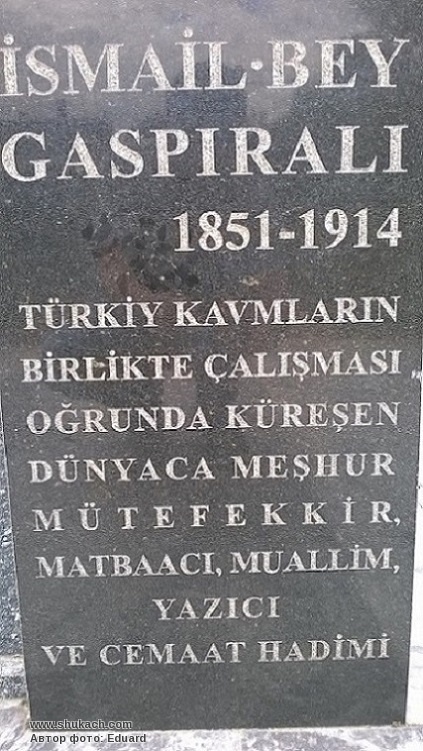 İSMAİL·BEY
GASPIRALI
1851-1914
TÜRKİY KAVMLARIN
BİRLİKTE ÇALIŞMASI
OĞRUNDA KÜREŞEN
DÜNYACA MEŞHUR
MÜTEFEKKİR,
MATBAACI, MUALLİM,
YAZICI
VE CEMAAT HADİMİ
www.shukach.com
Автор фото: Eduard